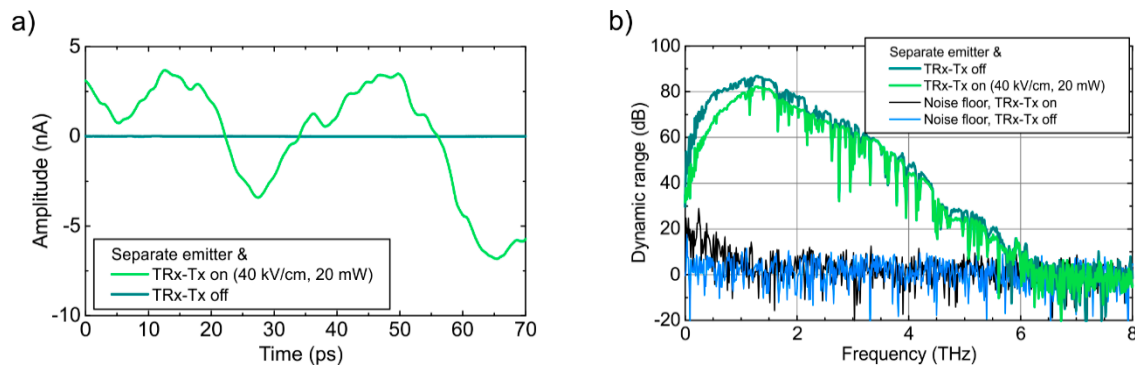 a)
5
0
-5
-10
Amplitude (nA)
Separate emitter &
TRx-Tx on (40 kV/cm, 20 mW)
TRx-Tx off
0
10
20
30
40
50
60
70
Time (ps)
b)
100
80
60
40
20
0
-20
Dynamic range (dB)
Separate emitter &
TRx-Tx off
TRx-Tx on (40 kV/cm, 20 mW)
Noise floor, TRx-Tx on
Noise floor, TRx-Tx off
0
2
4
6
8
Frequency (THz)